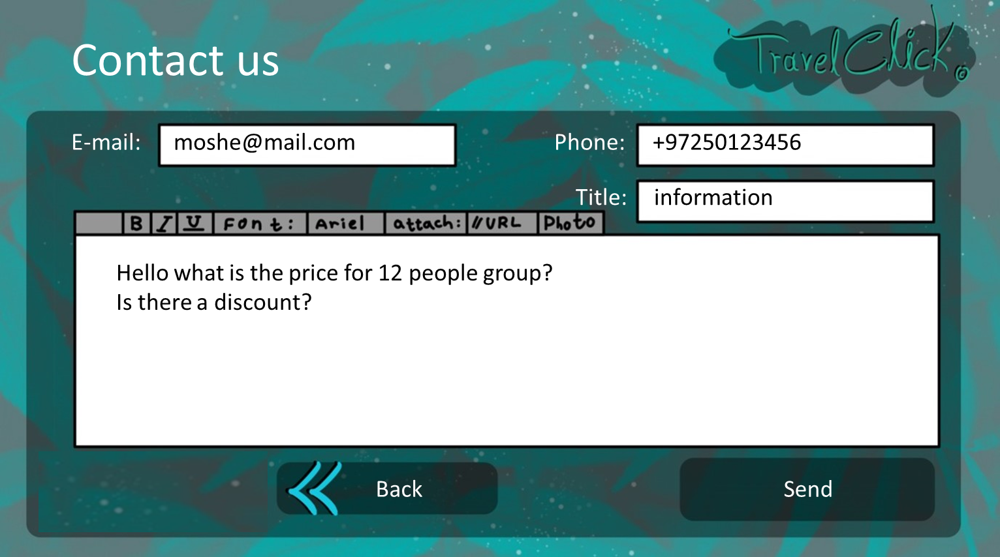 Contact us
TravelClick©
E-mail: moshe@mail.com
Phone: +97250123456
Title: information
B I U Font: Ariel attach: //URL Photo
Hello what is the price for 12 people group?
Is there a discount?
Back
Send